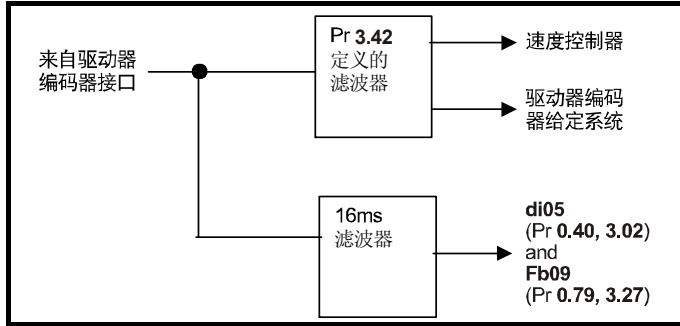 来自驱动器
编码器接口
Pr 3.42
定义的
滤波器
速度控制器
驱动器编码
器给定系统
16ms
滤波器
di05
(Pr 0.40, 3.02)
and
Fb09
(Pr 0.79, 3.27)